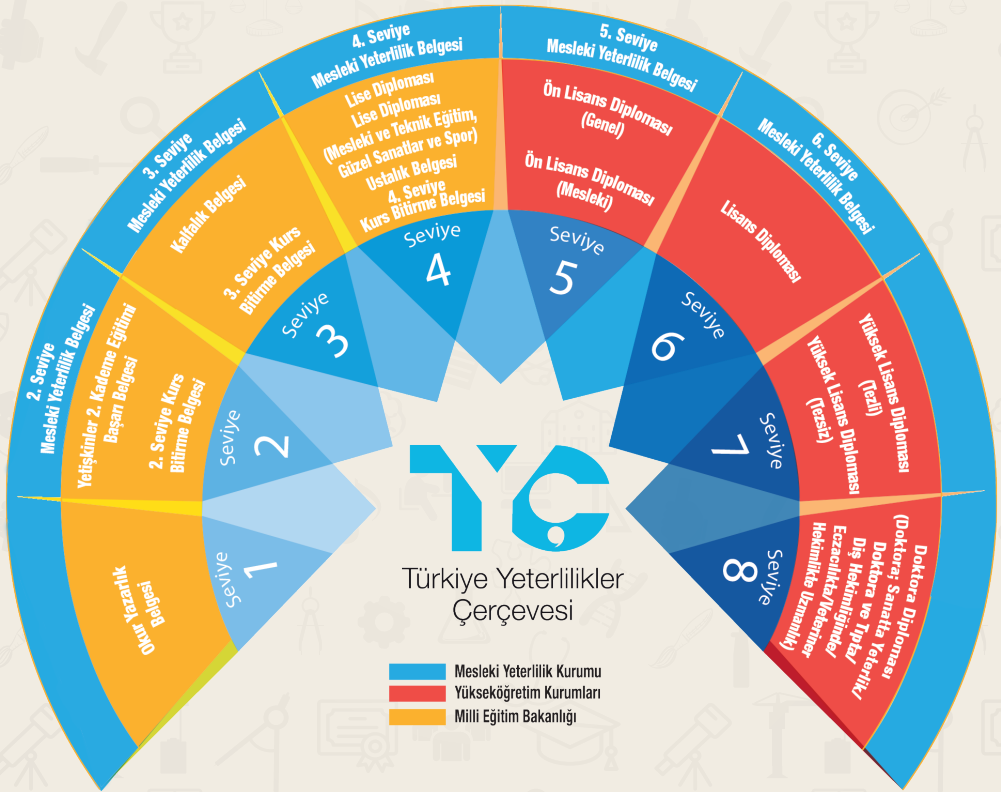 Seviye
1
Okur Yazarlık
Belgesi
2. Seviye
Mesleki Yeterlilik Belgesi
Yetişkinler 2. Kademe Eğitimi
Başarı Belgesi
2. Seviye Kurs
Bitirme Belgesi
Seviye
2
3. Seviye
Mesleki Yeterlilik Belgesi
Kalfalık Belgesi
3. Seviye Kurs
Bitirme Belgesi
Seviye
3
4. Seviye
Mesleki Yeterlilik Belgesi
Lise Diploması
Lise Diploması
(Mesleki ve Teknik Eğitim,
Güzel Sanatlar ve Spor)
Ustalık Belgesi
4. Seviye
Kurs Bitirme Belgesi
Seviye
4
5. Seviye
Mesleki Yeterlilik Belgesi
Ön Lisans Diploması
(Genel)
Ön Lisans Diploması
(Mesleki)
Seviye
5
6. Seviye
Mesleki Yeterlilik Belgesi
Lisans Diploması
Seviye
6
Yüksek Lisans Diploması
(Tezli)
Yüksek Lisans Diploması
(Tezsiz)
Seviye
7
Doktora Diploması
(Doktora; Sanatta Yeterlik/
Doktora ve Tıpta/
Diş Hekimliğinde/
Eczacılıkta/Veteriner
Hekimlikte Uzmanlık)
Seviye
8
TYÇ
Türkiye Yeterlilikler
Çerçevesi
Mesleki Yeterlilik Kurumu
Yükseköğretim Kurumları
Milli Eğitim Bakanlığı